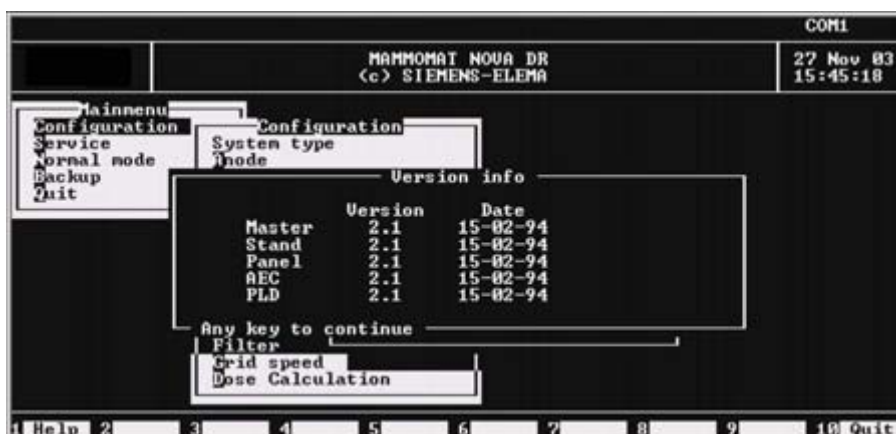 COM1
MAMMOMAT NOVA DR
(c) SIEMENS-ELEMA
27 Nov 03
15:45:18
Mainmenu
Configuration
Service
Normal mode
Backup
Quit
Configuration
System type
Anode
Version info
Version Date
Master 2.1 15-02-94
Stand 2.1 15-02-94
Panel 2.1 15-02-94
AEC 2.1 15-02-94
PLD 2.1 15-02-94
Any key to continue
Filter
Grid speed
Dose Calculation
1 Help 2 3 4 5 6 7 8 9 10 Quit